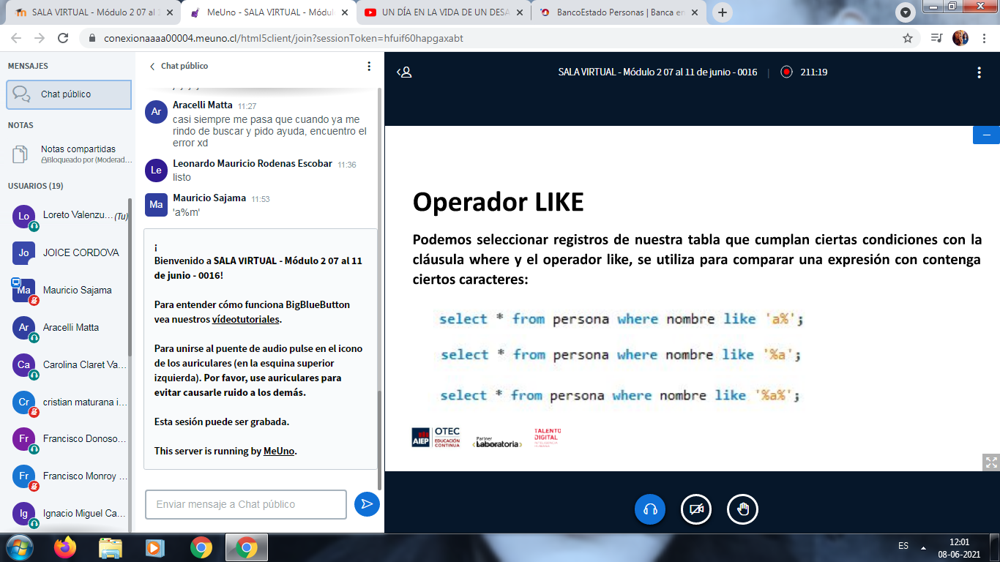 SALA VIRTUAL - Módulo 2 07 al 1
MeUno - SALA VIRTUAL - Módulo
UN DÍA EN LA VIDA DE UN DESA
BancoEstado Personas | Banca en
conexionaaaa00004.meuno.cl/html5client/join?sessionToken=hfuif60hapgaxabt
MENSAJES
Chat público
NOTAS
Notas compartidas
Bloqueado por (Moderad...
USUARIOS (19)
Lo
Loreto Valenzu... (Tu)
Jo
JOICE CORDOVA
Ma
Mauricio Sajama
Ar
Aracelli Matta
Ca
Carolina Claret Va...
Cr
cristian maturana i...
Fr
Francisco Donoso...
Fr
Francisco Monroy ...
Ig
Ignacio Miguel Ca...
Chat público
Ar
Aracelli Matta 11:27
casi siempre me pasa que cuando ya me
rindo de buscar y pido ayuda, encuentro el
error xd
Le
Leonardo Mauricio Rodenas Escobar 11:36
listo
Ma
Mauricio Sajama 11:53
'a%m'
¡
Bienvenido a SALA VIRTUAL - Módulo 2 07 al 11
de junio - 0016!
Para entender cómo funciona BigBlueButton
vea nuestros vídeotutoriales.
Para unirse al puente de audio pulse en el icono
de los auriculares (en la esquina superior
izquierda). Por favor, use auriculares para
evitar causarle ruido a los demás.
Esta sesión puede ser grabada.
This server is running by MeUno.
Enviar mensaje a Chat público
SALA VIRTUAL - Módulo 2 07 al 11 de junio - 0016 | 211:19
Operador LIKE
Podemos seleccionar registros de nuestra tabla que cumplan ciertas condiciones con la
cláusula where y el operador like, se utiliza para comparar una expresión con contenga
ciertos caracteres:
select * from persona where nombre like 'a%';
select * from persona where nombre like '%a';
select * from persona where nombre like '%a%';
AIEP
OTEC
EDUCACIÓN
CONTINUA
Partner
Laboratoria
TALENTO
DIGITAL
ES
12:01
08-06-2021